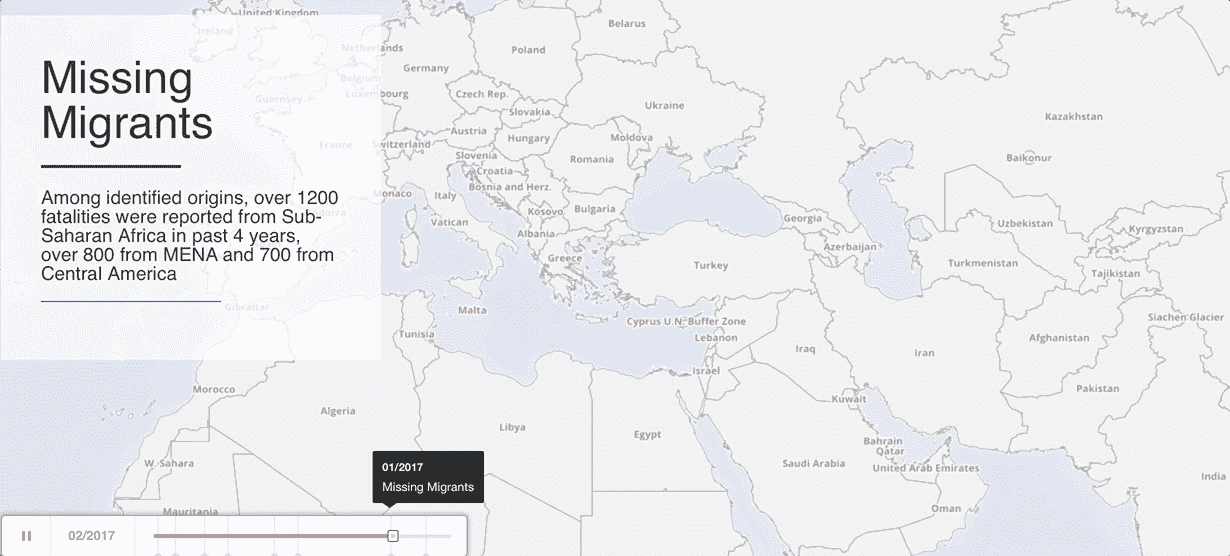 Missing
Migrants
Among identified origins, over 1200
fatalities were reported from Sub-
Saharan Africa in past 4 years,
over 800 from MENA and 700 from
Central America
United Kingdom
Ireland
Belarus
Netherlands
Poland
Germany
Belgium
Luxembourg
Guernsey
Czech Rep.
Ukraine
Kazakhstan
Slovakia
Austria
Hungary
Moldova
France
Switzerland
Slovenia
Romania
Baikonur
Croatia
Monaco
Italy
Bosnia and Herz.
Andorra
Kosovo
Bulgaria
Vatican
Georgia
Uzbekistan
Kyrgyzstan
Albania
Azerbaijan
Greece
Turkey
Turkmenistan
Tajikistan
Gibraltar
Malta
Cyprus U.N. Buffer Zone
Siachen Glacier
Tunisia
Lebanon
Iraq
Iran
Afghanistan
Israel
Morocco
Kuwait
Pakistan
Algeria
Libya
Egypt
Bahrain
Qatar
W. Sahara
Saudi Arabia
United Arab Emirates
India
Oman
Mauritania
01/2017
Missing Migrants
02/2017